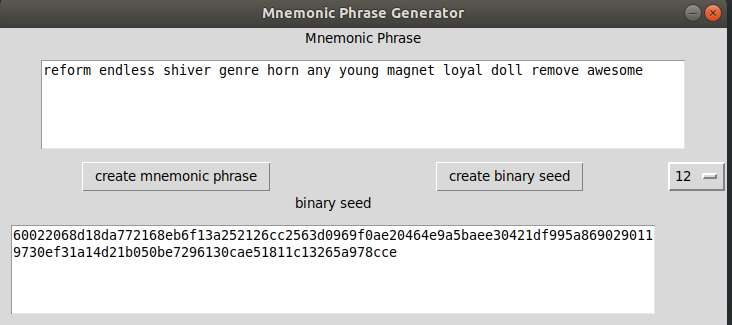 Mnemonic Phrase Generator
Mnemonic Phrase
reform endless shiver genre horn any young magnet loyal doll remove awesome
create mnemonic phrase
create binary seed
12
binary seed
60022068d18da772168eb6f13a252126cc2563d0969f0ae20464e9a5baee30421df995a869029011
9730ef31a14d21b050be7296130cae51811c13265a978cce